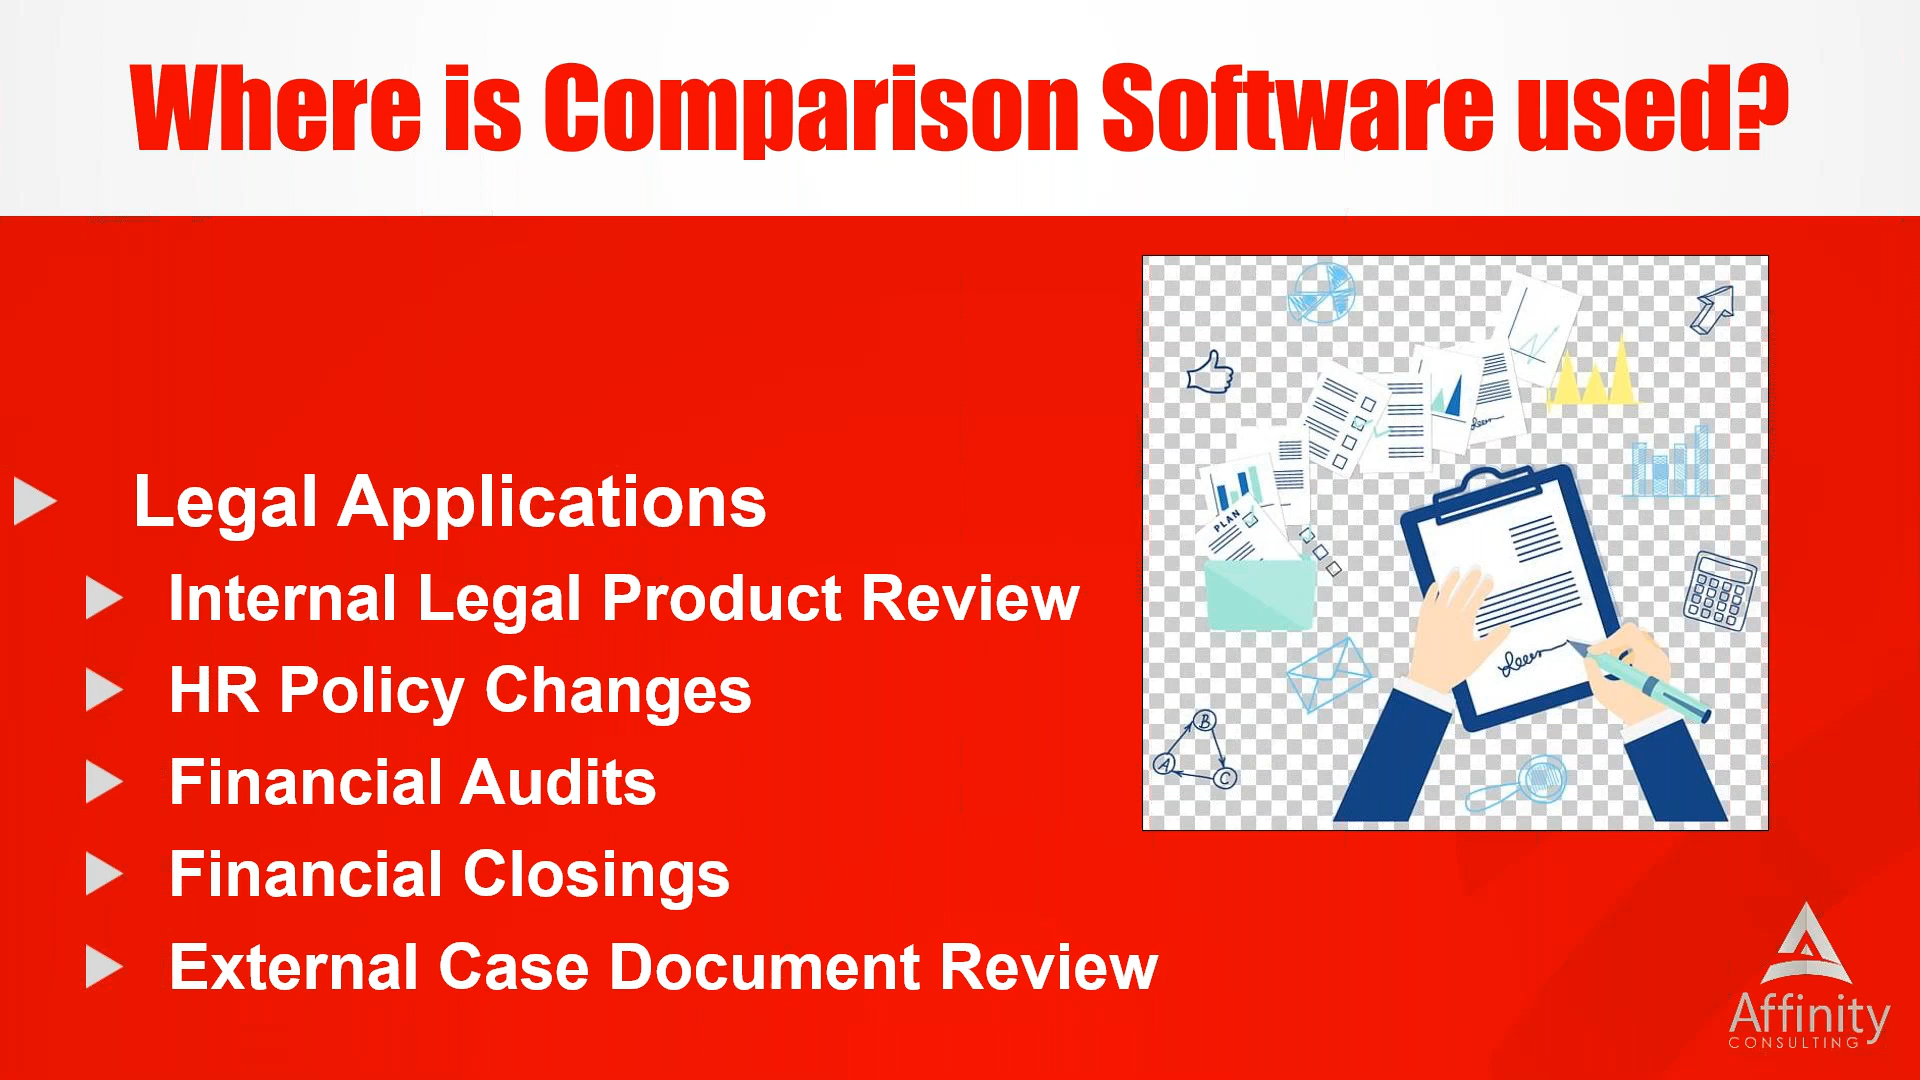 Where is Comparison Software used?
Legal Applications
Internal Legal Product Review
HR Policy Changes
Financial Audits
Financial Closings
External Case Document Review
PLAN
B
A
C
Affinity
CONSULTING